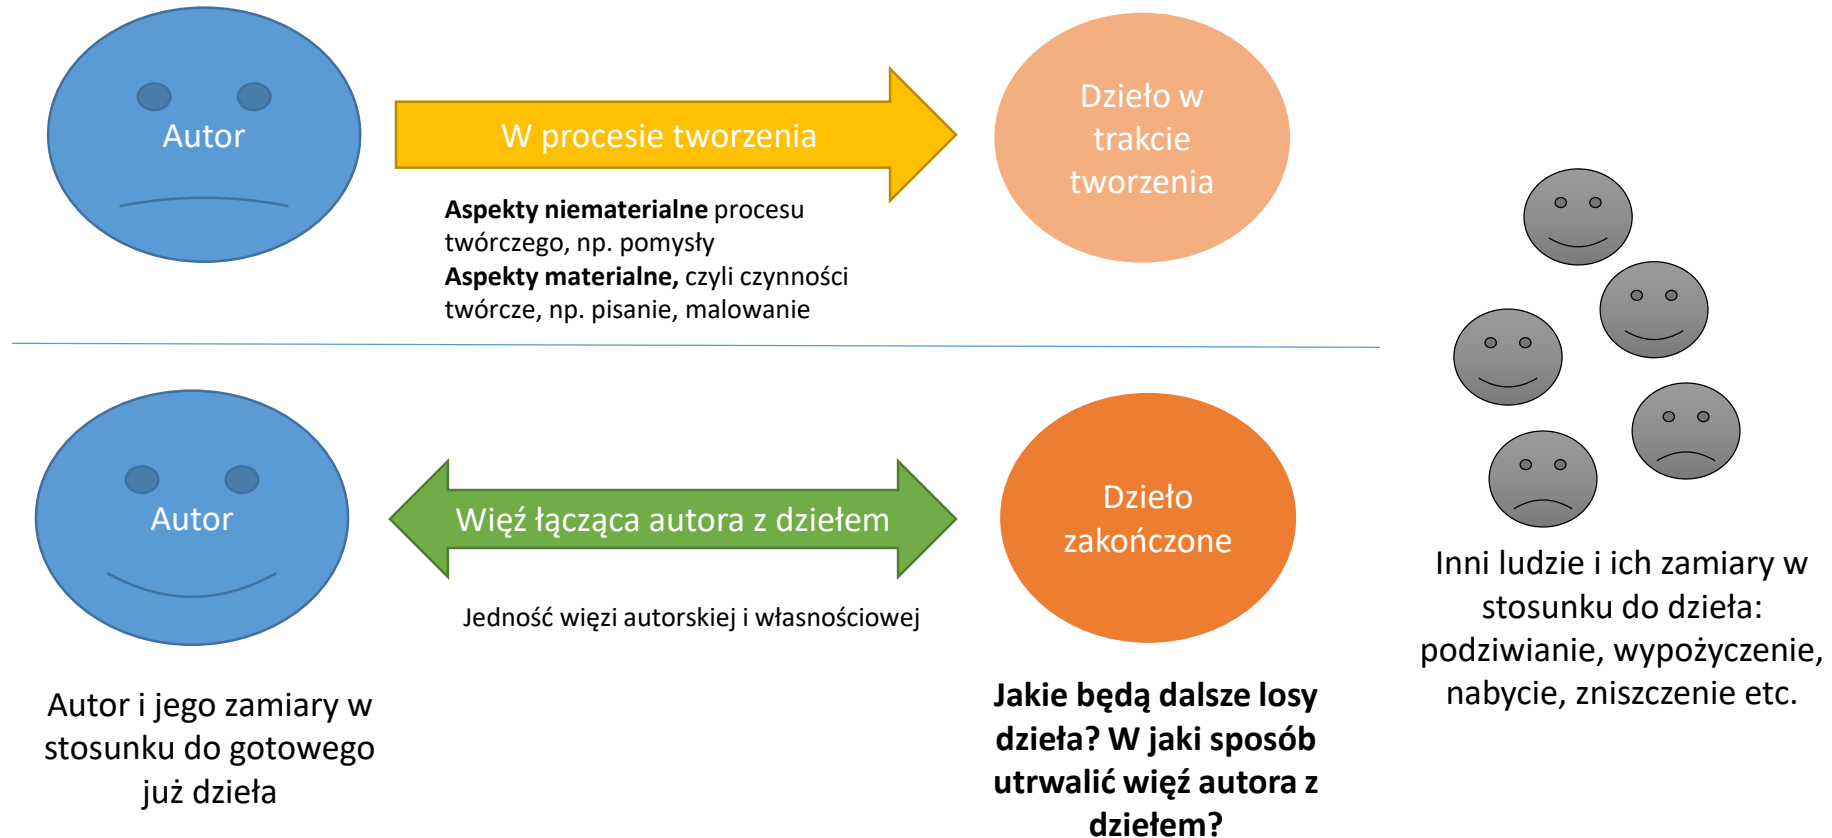 Autor
W procesie tworzenia
Dzieło w
trakcie
tworzenia
Aspekty niematerialne procesu
twórczego, np. pomysły
Aspekty materialne, czyli czynności
twórcze, np. pisanie, malowanie
Autor
Więź łącząca autora z dziełem
Dzieło
zakończone
Jedność więzi autorskiej i własnościowej
Autor i jego zamiary w
stosunku do gotowego
już dzieła
Jakie będą dalsze losy
dzieła? W jaki sposób
utrwalić więź autora z
dziełem?
Inni ludzie i ich zamiary w
stosunku do dzieła:
podziwianie, wypożyczenie,
nabycie, zniszczenie etc.